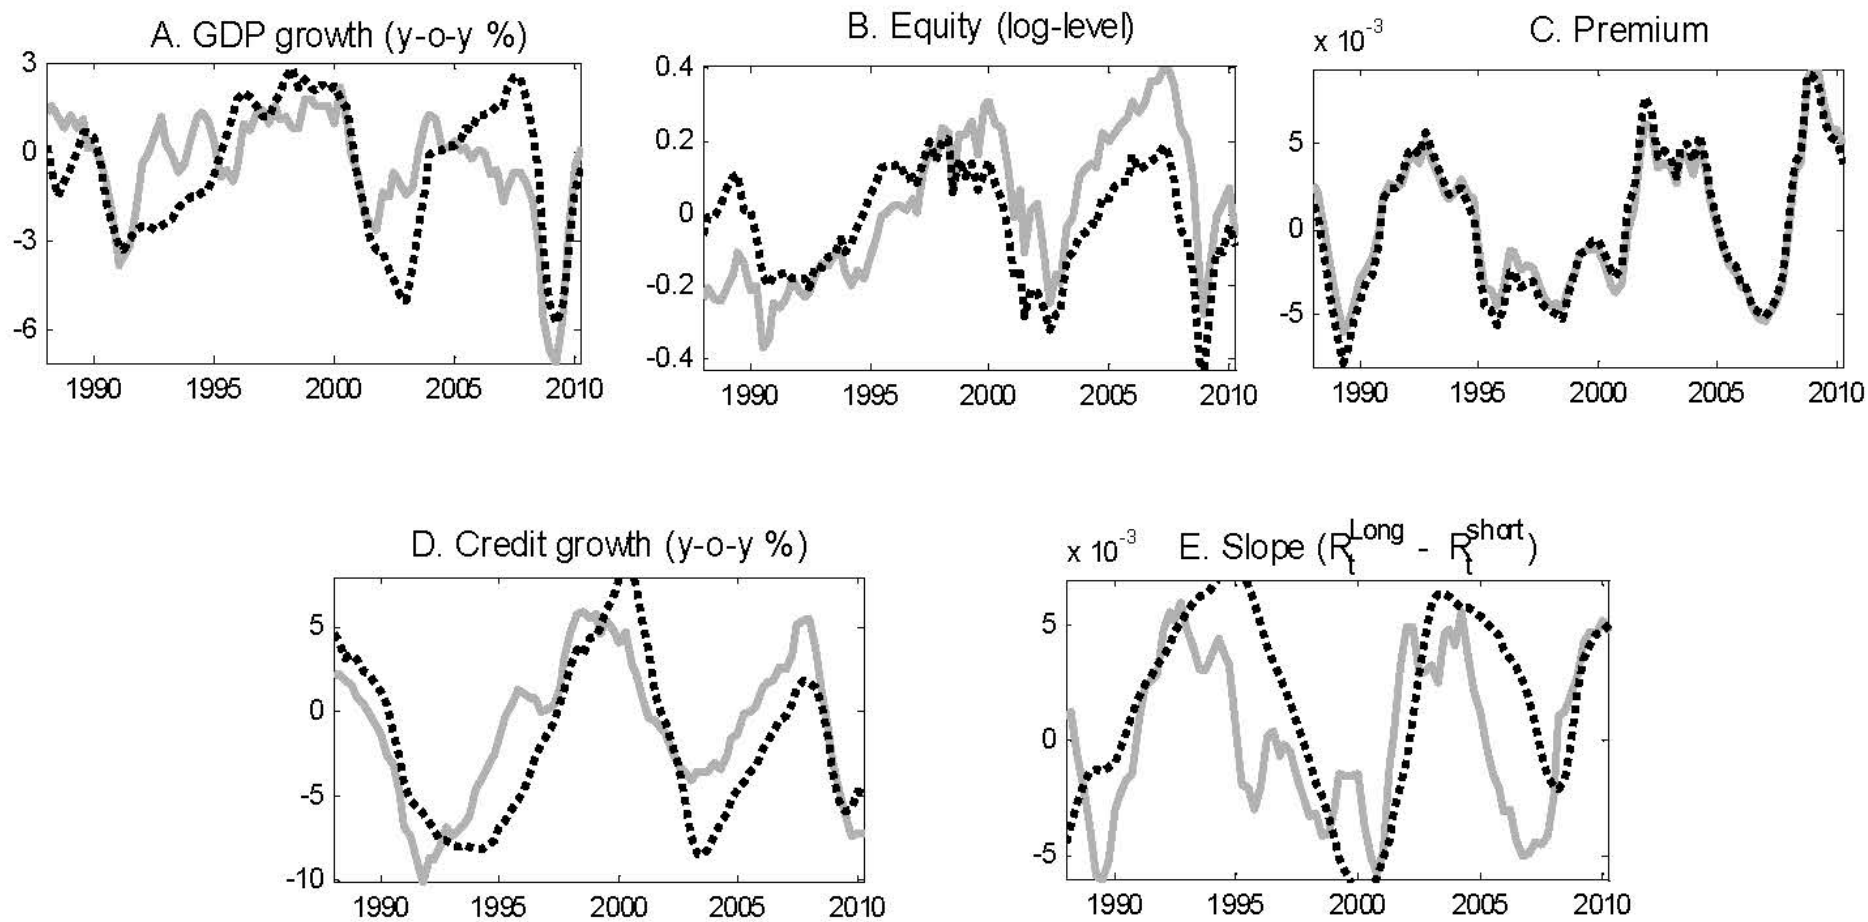 A. GDP growth (y-o-y %)
3
0
-3
-6
1990 1995 2000 2005 2010
B. Equity (log-level)
0.4
0.2
0
-0.2
-0.4
1990 1995 2000 2005 2010
x 10^-3 C. Premium
5
0
-5
1990 1995 2000 2005 2010
D. Credit growth (y-o-y %)
5
0
-5
-10
1990 1995 2000 2005 2010
x 10^-3 E. Slope (R_t^Long - R_t^short)
5
0
-5
1990 1995 2000 2005 2010